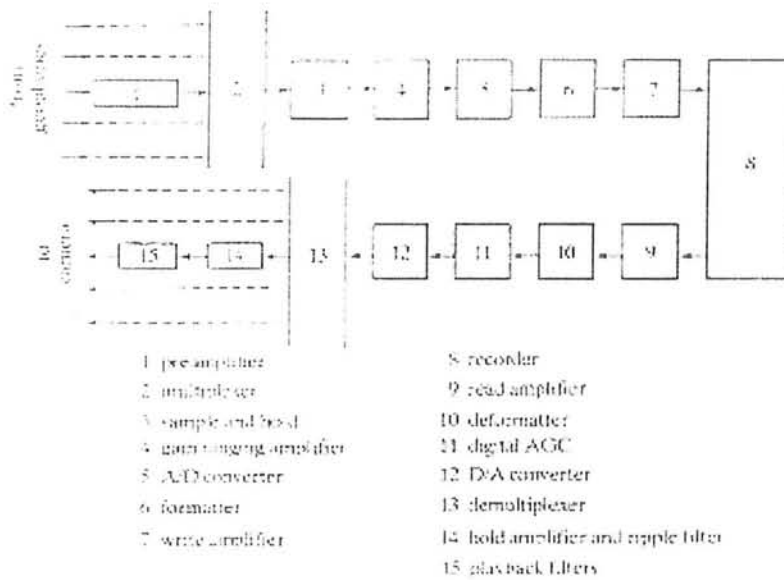 from
geophones
1
2
3
4
5
6
7
8
15
14
13
12
11
10
9
to
camera
1 preamplifier
2 multiplexer
3 sample and hold
4 gain ranging amplifier
5 A/D converter
6 formatter
7 write amplifier
8 recorder
9 read amplifier
10 deformatter
11 digital AGC
12 D/A converter
13 demultiplexer
14 hold amplifier and ripple filter
15 playback filters